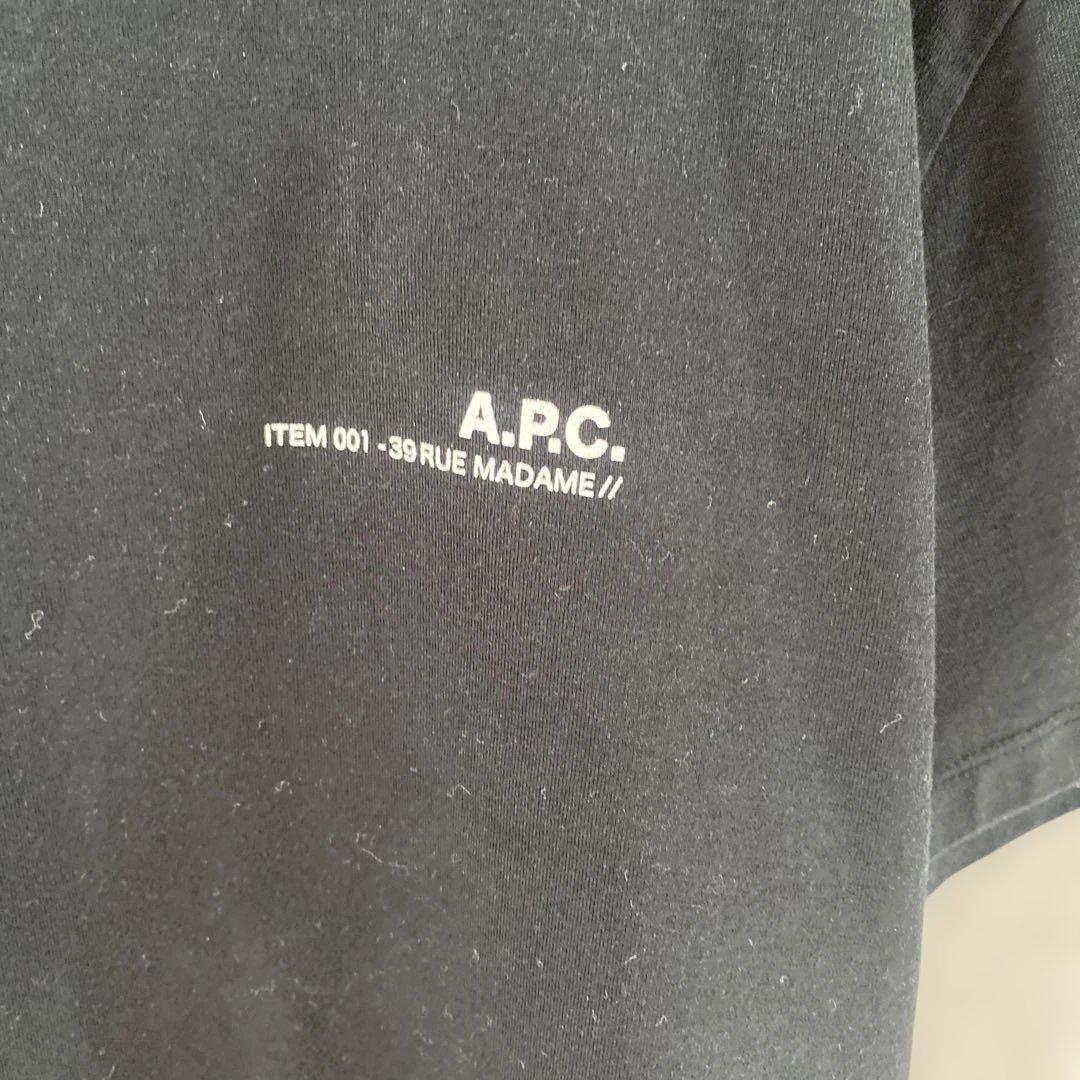 A.P.C.
ITEM 001 -39 RUE MADAME //